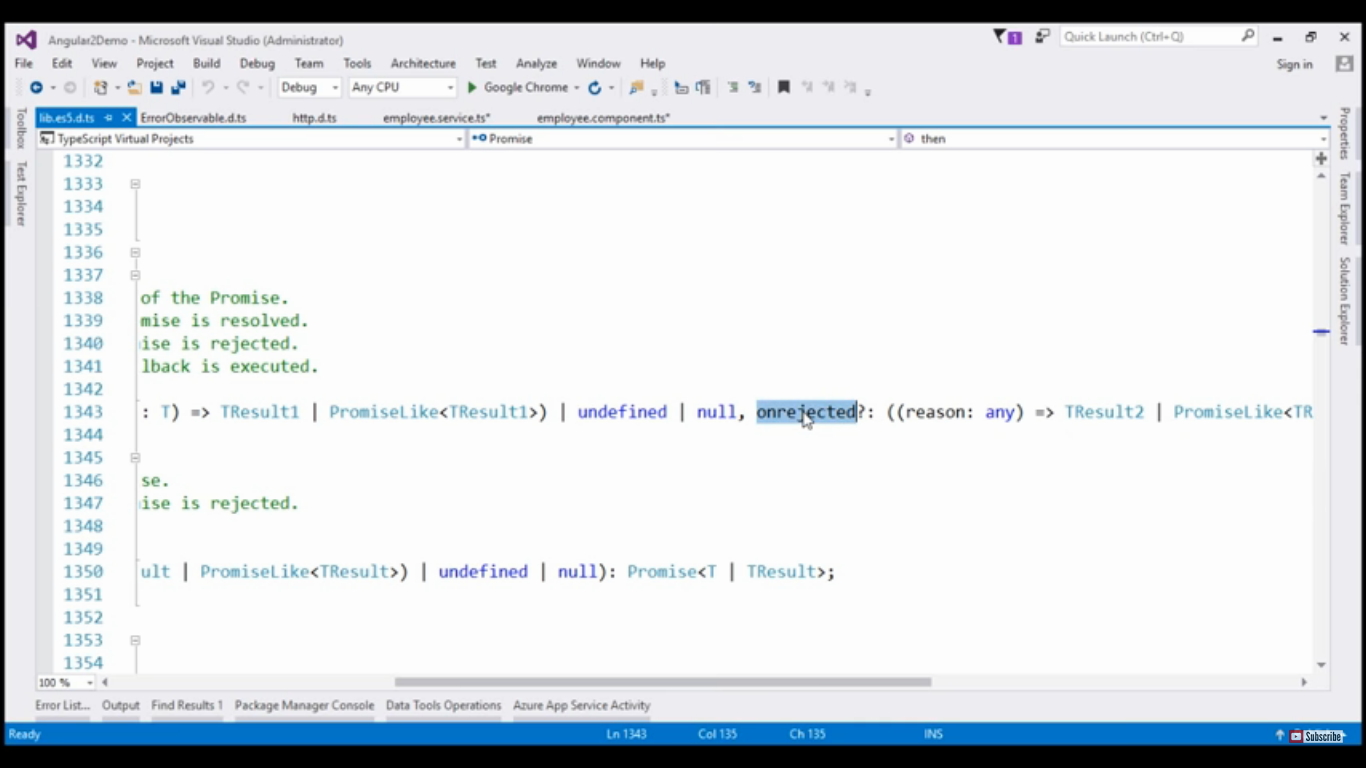 Angular2Demo - Microsoft Visual Studio (Administrator) 1 Quick Launch (Ctrl+Q)
File Edit View Project Build Debug Team Tools Architecture Test Analyze Window Help Sign in
Debug Any CPU Google Chrome
lib.es5.d.ts ErrorObservable.d.ts http.d.ts employee.service.ts* employee.component.ts*
TypeScript Virtual Projects Promise then
Toolbox
Test Explorer
1332
1333
1334
1335
1336
1337
1338 of the Promise.
1339 mise is resolved.
1340 ise is rejected.
1341 lback is executed.
1342
1343 : T) => TResult1 | PromiseLike<TResult1>) | undefined | null, onrejected?: ((reason: any) => TResult2 | PromiseLike<TR
1344
1345
1346 se.
1347 ise is rejected.
1348
1349
1350 ult | PromiseLike<TResult>) | undefined | null): Promise<T | TResult>;
1351
1352
1353
1354
Properties
Team Explorer
Solution Explorer
100 %
Error List... Output Find Results 1 Package Manager Console Data Tools Operations Azure App Service Activity
Ready Ln 1343 Col 135 Ch 135 INS Subscribe